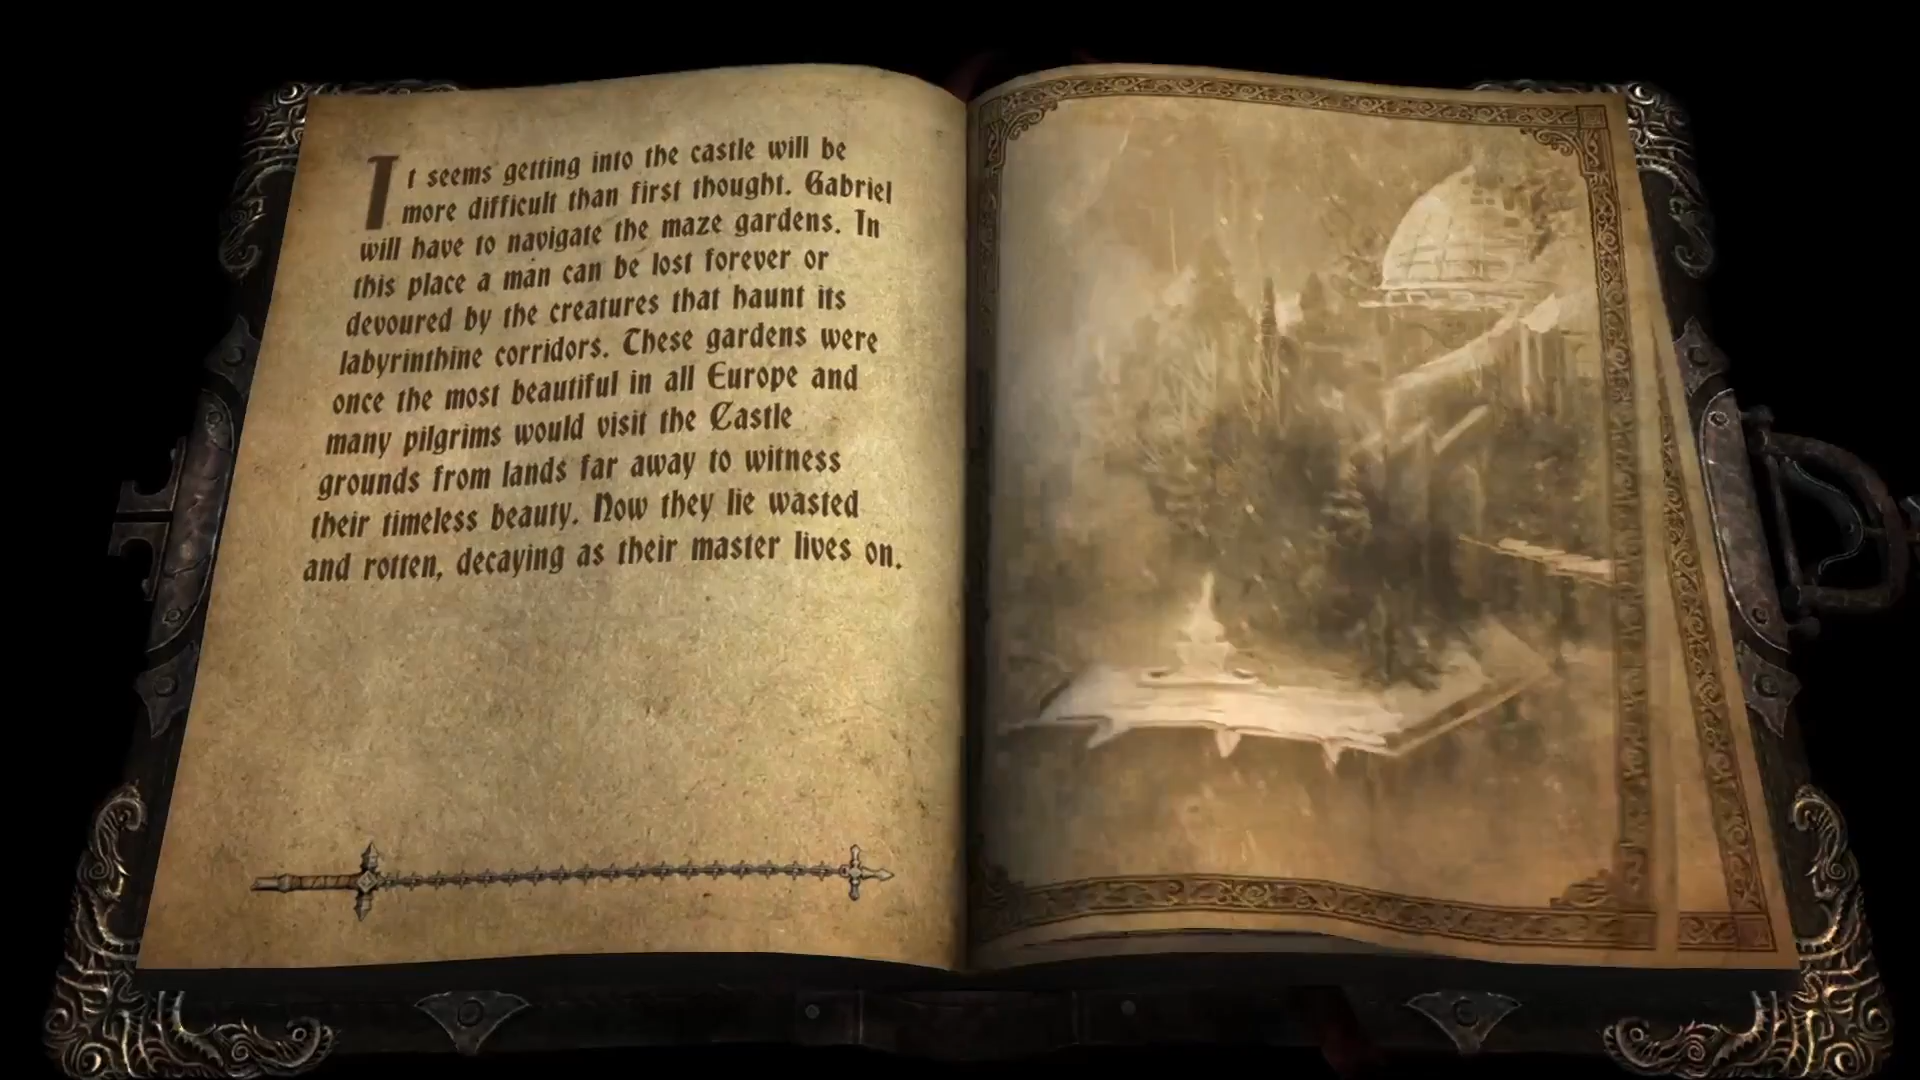 It seems getting into the castle will be
more difficult than first thought. Gabriel
will have to navigate the maze gardens. In
this place a man can be lost forever or
devoured by the creatures that haunt its
labyrinthine corridors. These gardens were
once the most beautiful in all Europe and
many pilgrims would visit the Castle
grounds from lands far away to witness
their timeless beauty. Now they lie wasted
and rotten, decaying as their master lives on.